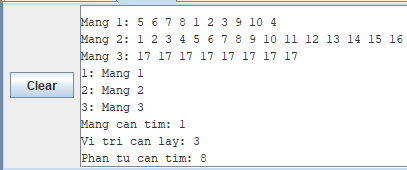 Mang 1: 5 6 7 8 1 2 3 9 10 4
Mang 2: 1 2 3 4 5 6 7 8 9 10 11 12 13 14 15 16
Mang 3: 17 17 17 17 17 17 17 17
1: Mang 1
2: Mang 2
Clear
3: Mang 3
Mang can tim: 1
Vi tri can lay: 3
Phan tu can tim: 8